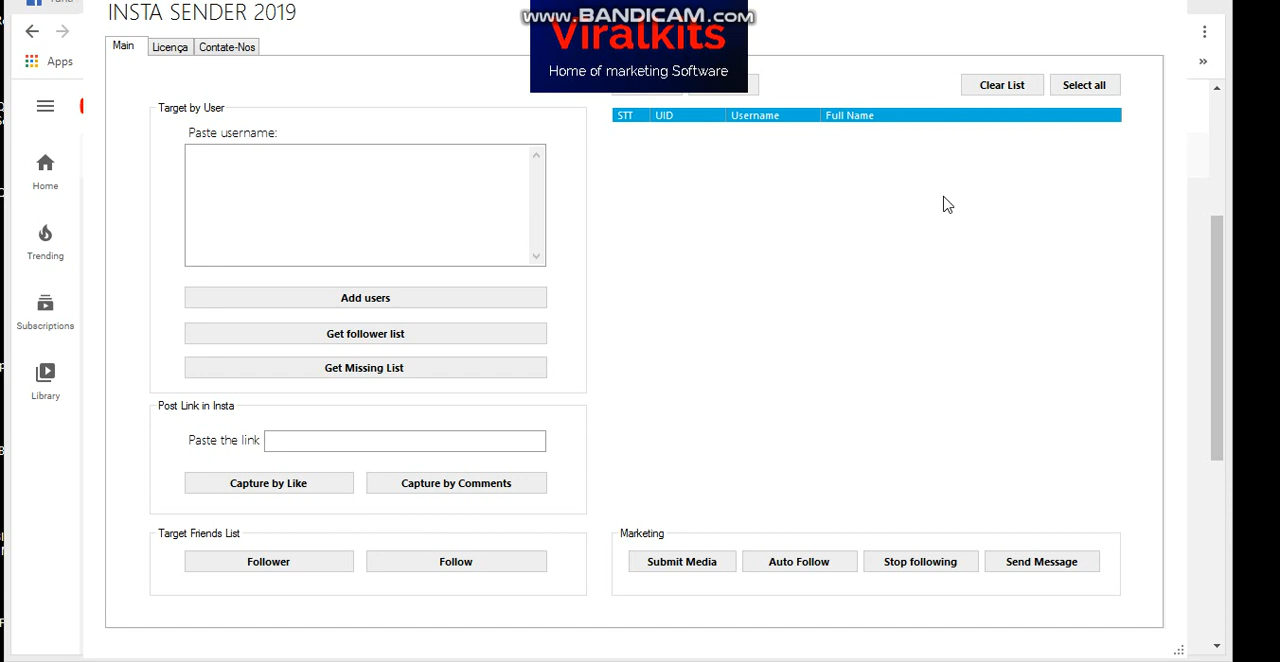 INSTA SENDER 2019
www.BANDICAM.com
Viralkits
Home of marketing Software
Main
Licença
Contate-Nos
Apps
Clear List
Select all
Target by User
Paste username:
STT
UID
Username
Full Name
Home
Trending
Subscriptions
Library
Add users
Get follower list
Get Missing List
Post Link in Insta
Paste the link
Capture by Like
Capture by Comments
Target Friends List
Follower
Follow
Marketing
Submit Media
Auto Follow
Stop following
Send Message